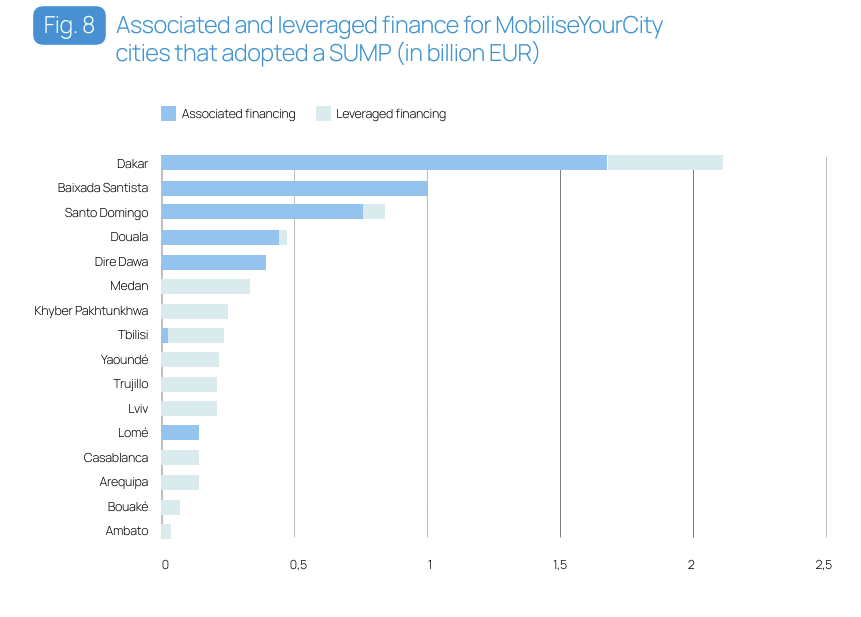 Fig. 8
Associated and leveraged finance for MobiliseYourCity
cities that adopted a SUMP (in billion EUR)
Associated financing
Leveraged financing
Dakar
Baixada Santista
Santo Domingo
Douala
Dire Dawa
Medan
Khyber Pakhtunkhwa
Tbilisi
Yaoundé
Trujillo
Lviv
Lomé
Casablanca
Arequipa
Bouaké
Ambato
0 0,5 1 1,5 2 2,5